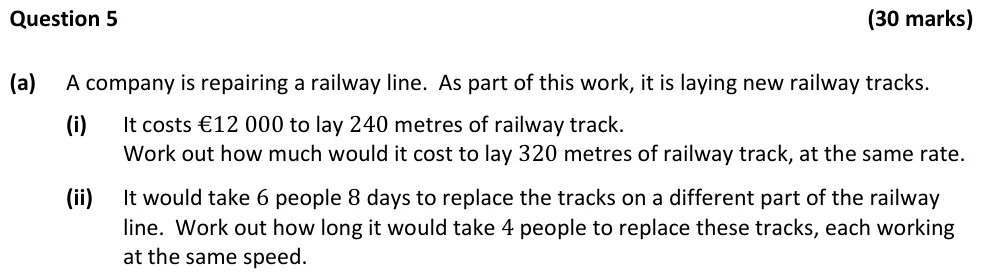 Question 5 (30 marks)
(a) A company is repairing a railway line. As part of this work, it is laying new railway tracks.
(i) It costs €12 000 to lay 240 metres of railway track.
Work out how much would it cost to lay 320 metres of railway track, at the same rate.
(ii) It would take 6 people 8 days to replace the tracks on a different part of the railway
line. Work out how long it would take 4 people to replace these tracks, each working
at the same speed.